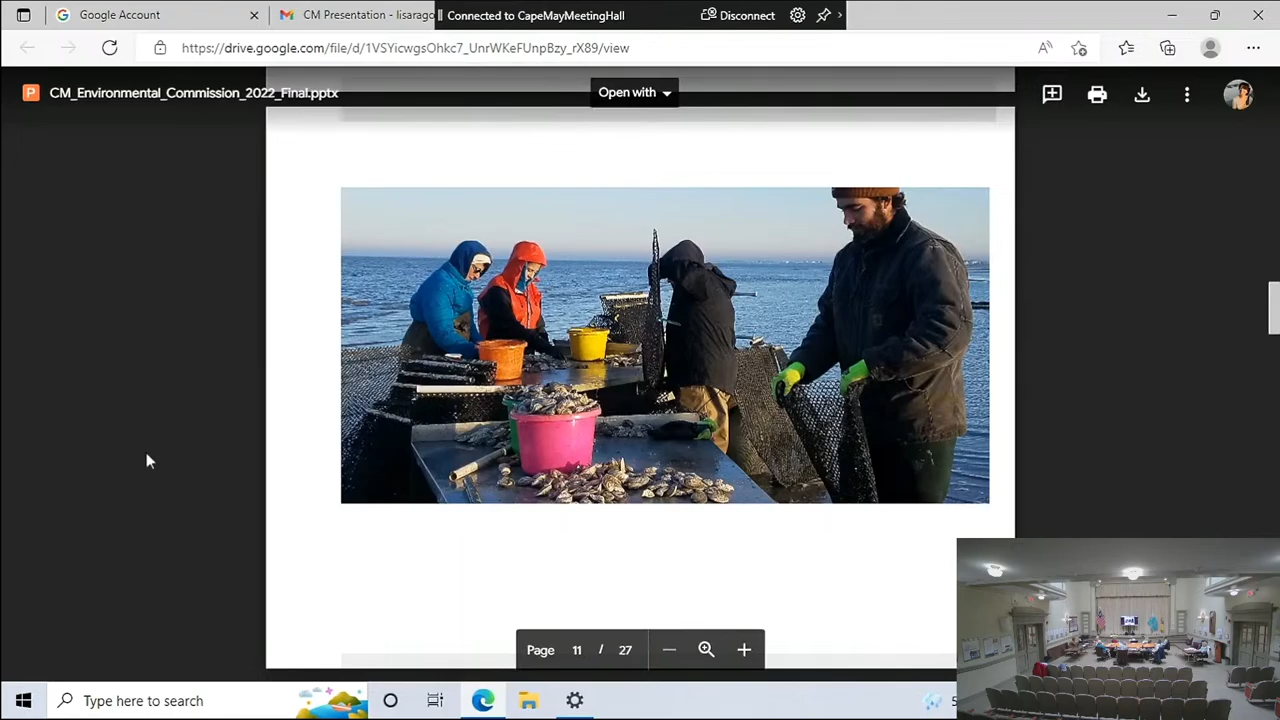 Google Account
CM Presentation - lisarago
Connected to CapeMayMeetingHall
Disconnect
https://drive.google.com/file/d/1VSYicwgsOhkc7_UnrWKeFUnpBzy_rX89/view
P
CM_Environmental_Commission_2022_Final.pptx
Open with
Page 11 / 27
Type here to search